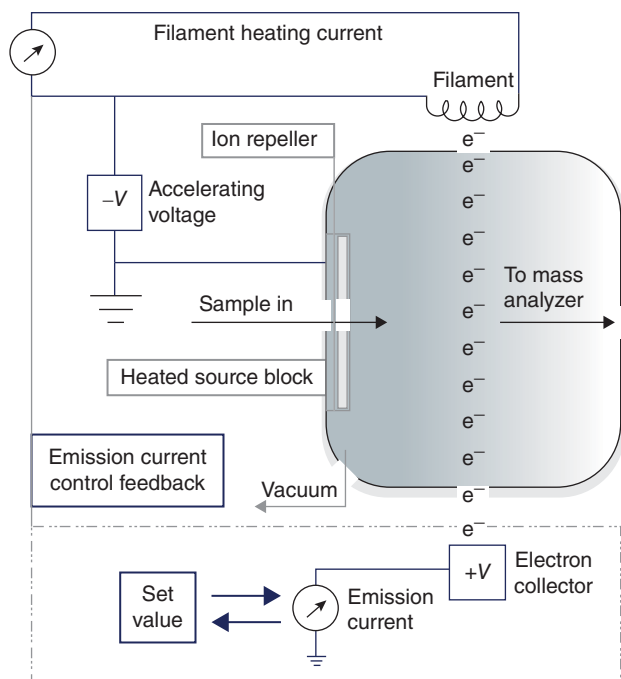 Filament heating current
Filament
Ion repeller
e–
e–
–V
Accelerating
voltage
e–
e–
e–
Sample in
To mass
analyzer
e–
e–
Heated source block
e–
e–
Emission current
control feedback
e–
Vacuum
e–
e–
+V
Electron
collector
Set
value
Emission
current